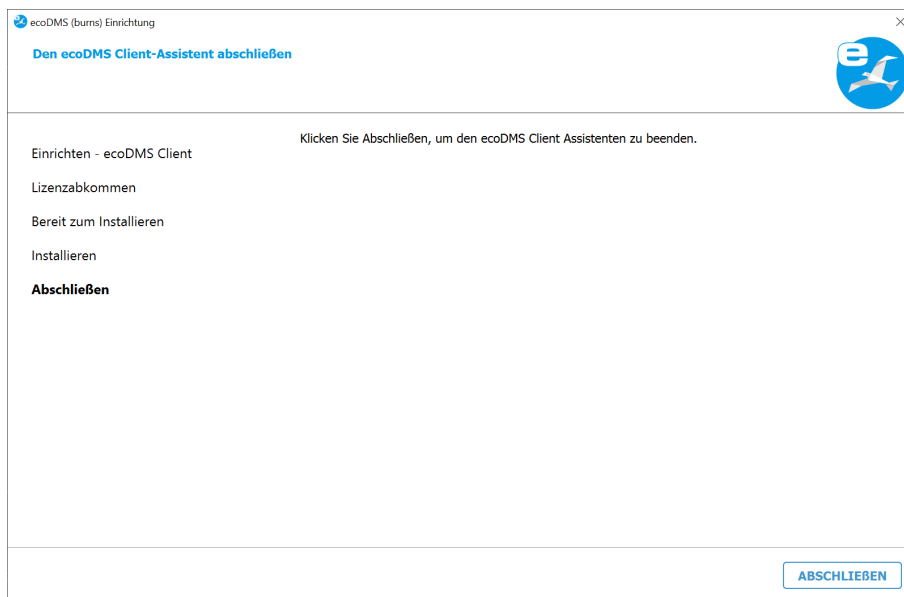 ecoDMS (burns) Einrichtung
Den ecoDMS Client-Assistent abschließen
e
Klicken Sie Abschließen, um den ecoDMS Client Assistenten zu beenden.
Einrichten - ecoDMS Client
Lizenzabkommen
Bereit zum Installieren
Installieren
Abschließen
ABSCHLIEßEN